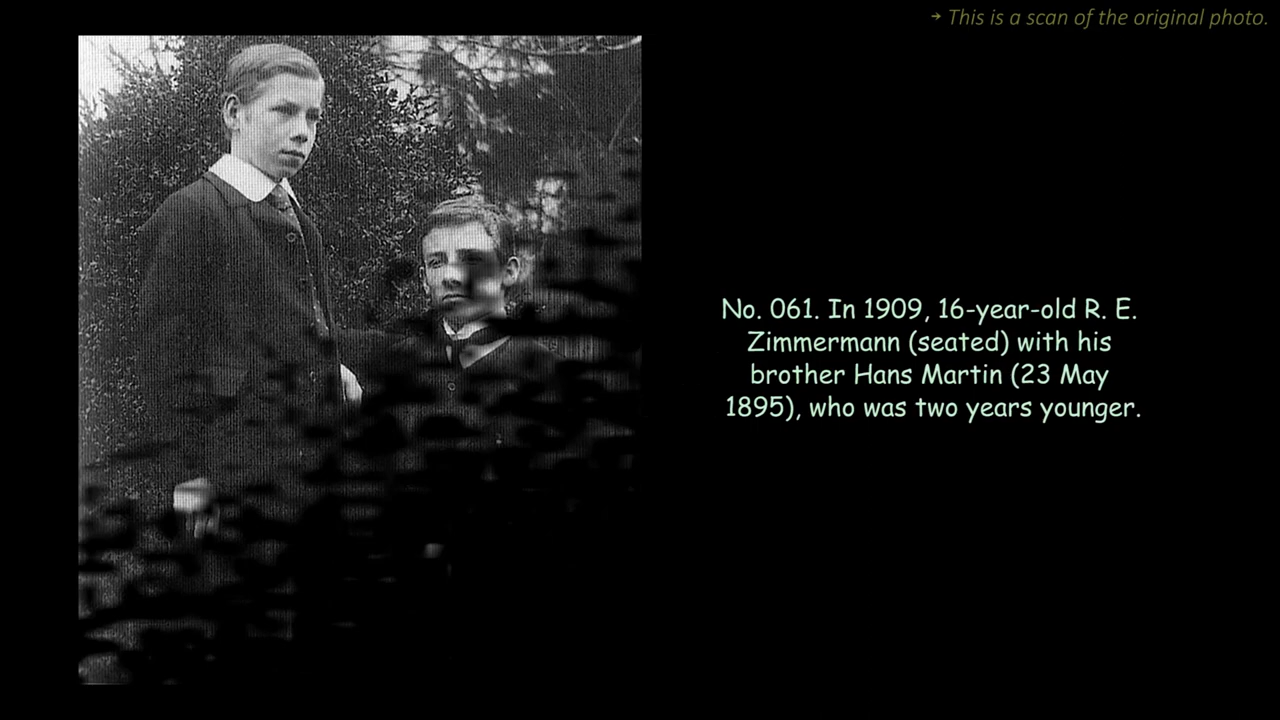 → This is a scan of the original photo.
No. 061. In 1909, 16-year-old R. E.
Zimmermann (seated) with his
brother Hans Martin (23 May
1895), who was two years younger.